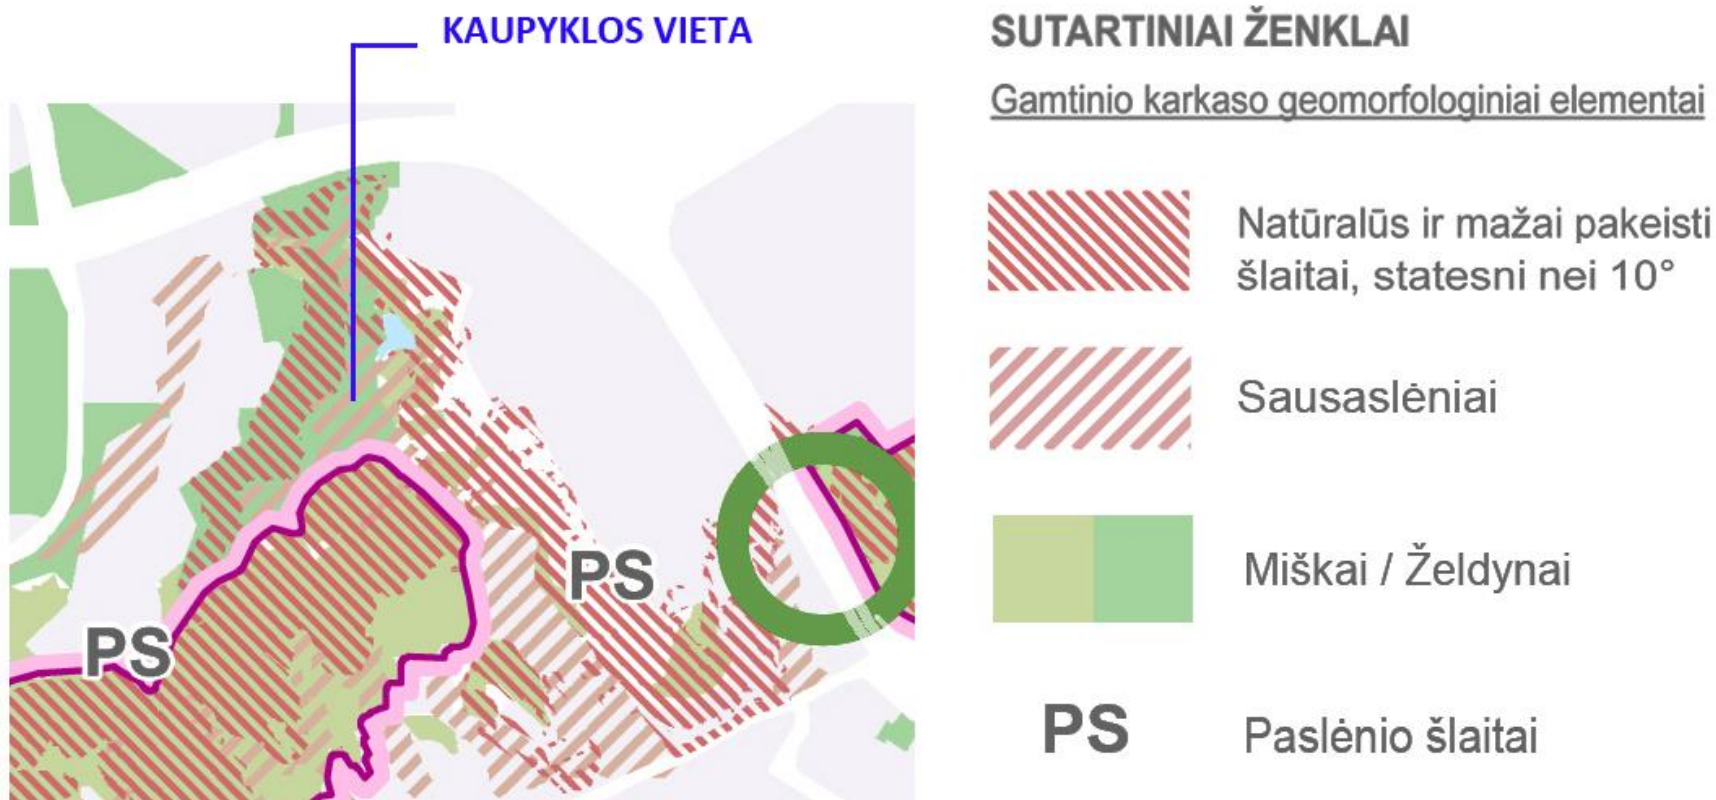 KAUPYKLOS VIETA
PS
PS
SUTARTINIAI ŽENKLAI
Gamtinio karkaso geomorfologiniai elementai
Natūralūs ir mažai pakeisti
šlaitai, statesni nei 10°
Sausaslėniai
Miškai / Želdynai
PS
Paslėnio šlaitai